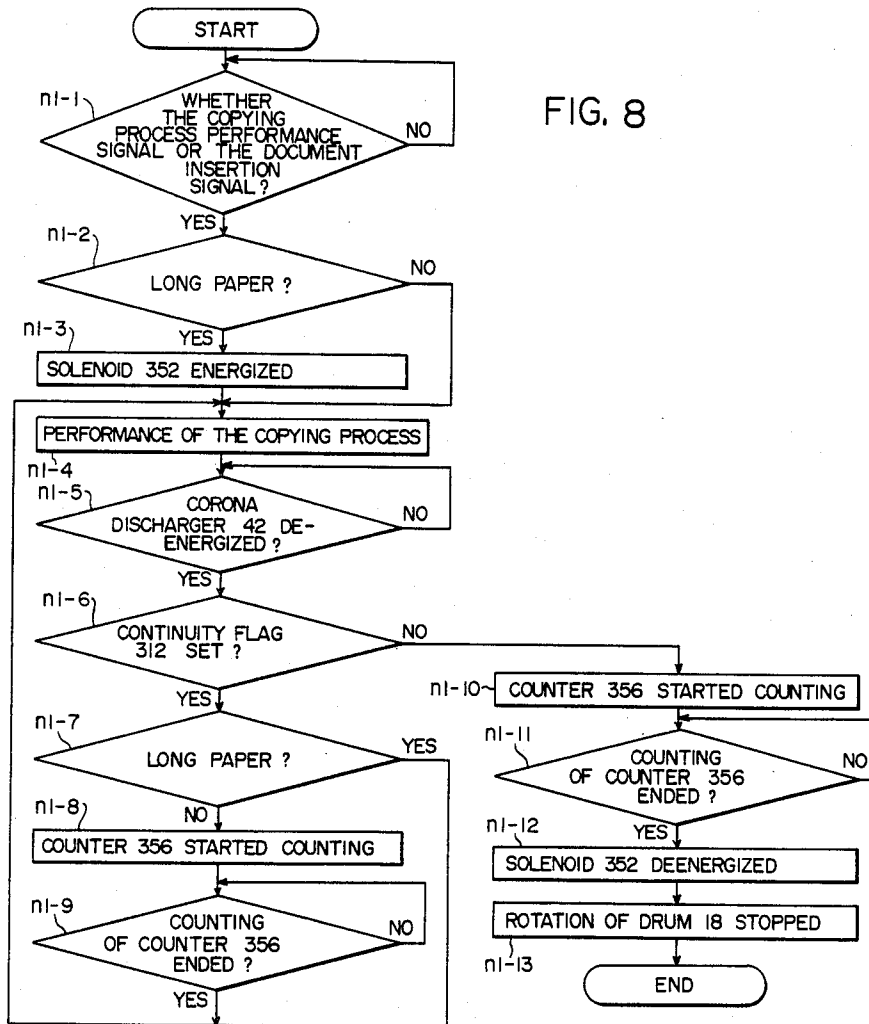 START
FIG. 8
n1-1
WHETHER
THE COPYING
PROCESS PERFORMANCE
SIGNAL OR THE DOCUMENT
INSERTION
SIGNAL ?
NO
YES
n1-2
LONG PAPER ?
NO
YES
n1-3
SOLENOID 352 ENERGIZED
PERFORMANCE OF THE COPYING PROCESS
n1-4
n1-5
CORONA
DISCHARGER 42 DE-
ENERGIZED ?
NO
YES
n1-6
CONTINUITY FLAG
312 SET ?
NO
YES
n1-7
LONG PAPER ?
YES
NO
n1-8
COUNTER 356 STARTED COUNTING
n1-9
COUNTING
OF COUNTER 356
ENDED ?
NO
YES
n1-10
COUNTER 356 STARTED COUNTING
n1-11
COUNTING
OF COUNTER 356
ENDED ?
NO
YES
n1-12
SOLENOID 352 DEENERGIZED
ROTATION OF DRUM 18 STOPPED
n1-13
END